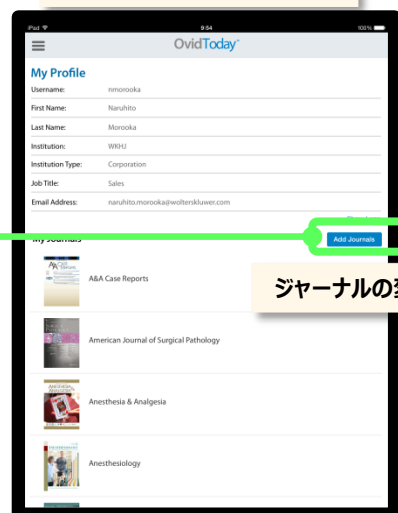 iPad 9:54 100%
OvidToday
My Profile
Username: nmorooka
First Name: Naruhito
Last Name: Morooka
Institution: WKHJ
Institution Type: Corporation
Job Title: Sales
Email Address: naruhito.morooka@wolterskluwer.com
My Journals
Add Journals
A&A Case Reports
ジャーナルの
American Journal of Surgical Pathology
Anesthesia & Analgesia
Anesthesiology